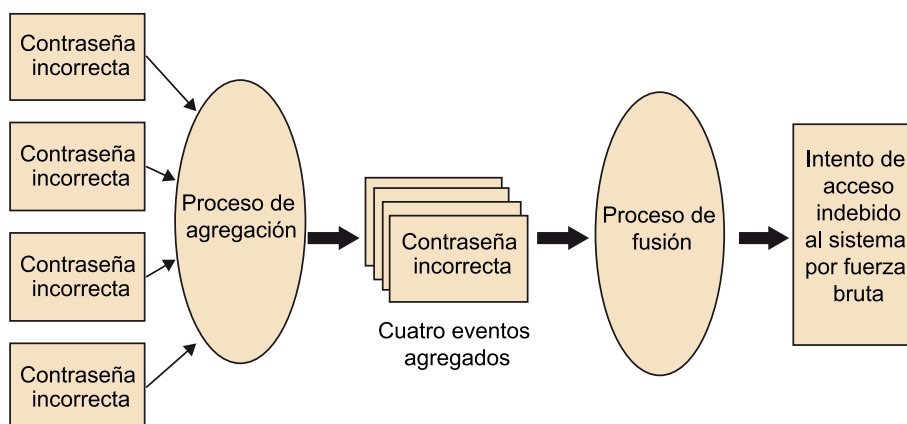 Contraseña
incorrecta
Contraseña
incorrecta
Contraseña
incorrecta
Contraseña
incorrecta
Proceso de
agregación
Contraseña
incorrecta
Cuatro eventos
agregados
Proceso de
fusión
Intento de
acceso
indebido
al sistema
por fuerza
bruta